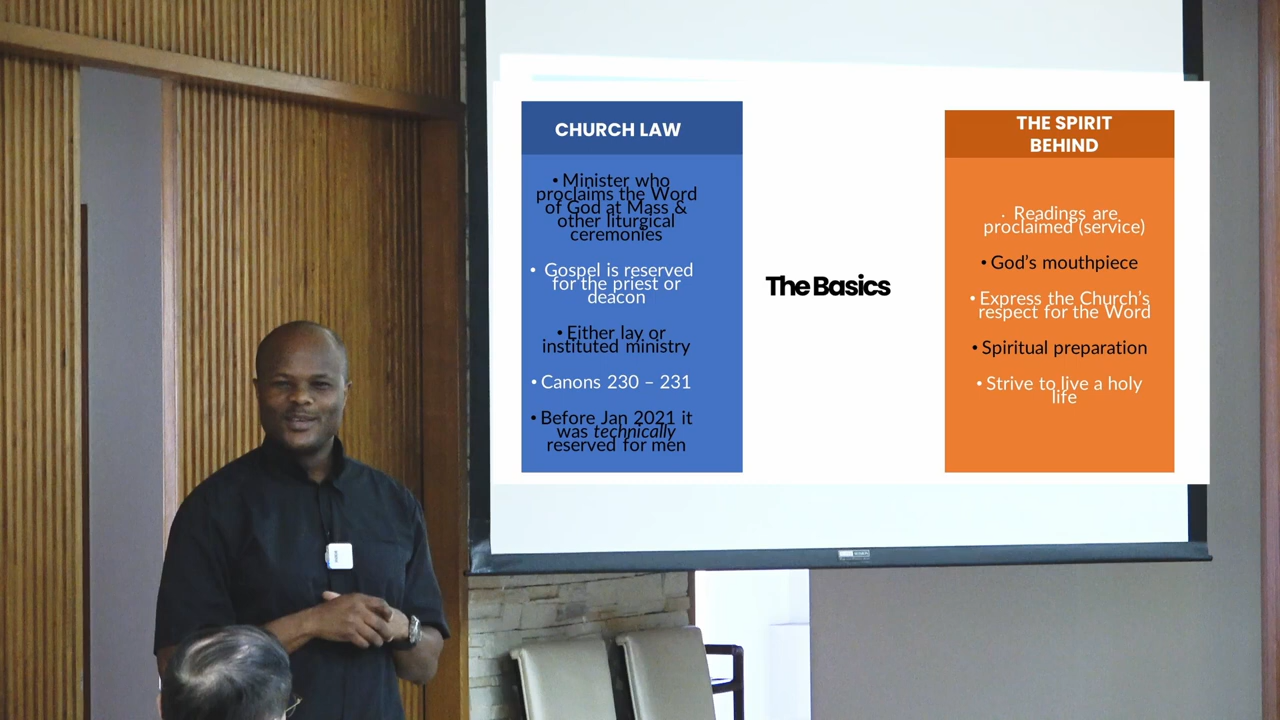 CHURCH LAW
• Minister who
proclaims the Word
of God at Mass &
other liturgical
ceremonies
• Gospel is reserved
for the priest or
deacon
• Either lay or
instituted ministry
• Canons 230 – 231
• Before Jan 2021 it
was technically
reserved for men
The Basics
THE SPIRIT
BEHIND
• Readings are
proclaimed (service)
• God’s mouthpiece
• Express the Church’s
respect for the Word
• Spiritual preparation
• Strive to live a holy
life